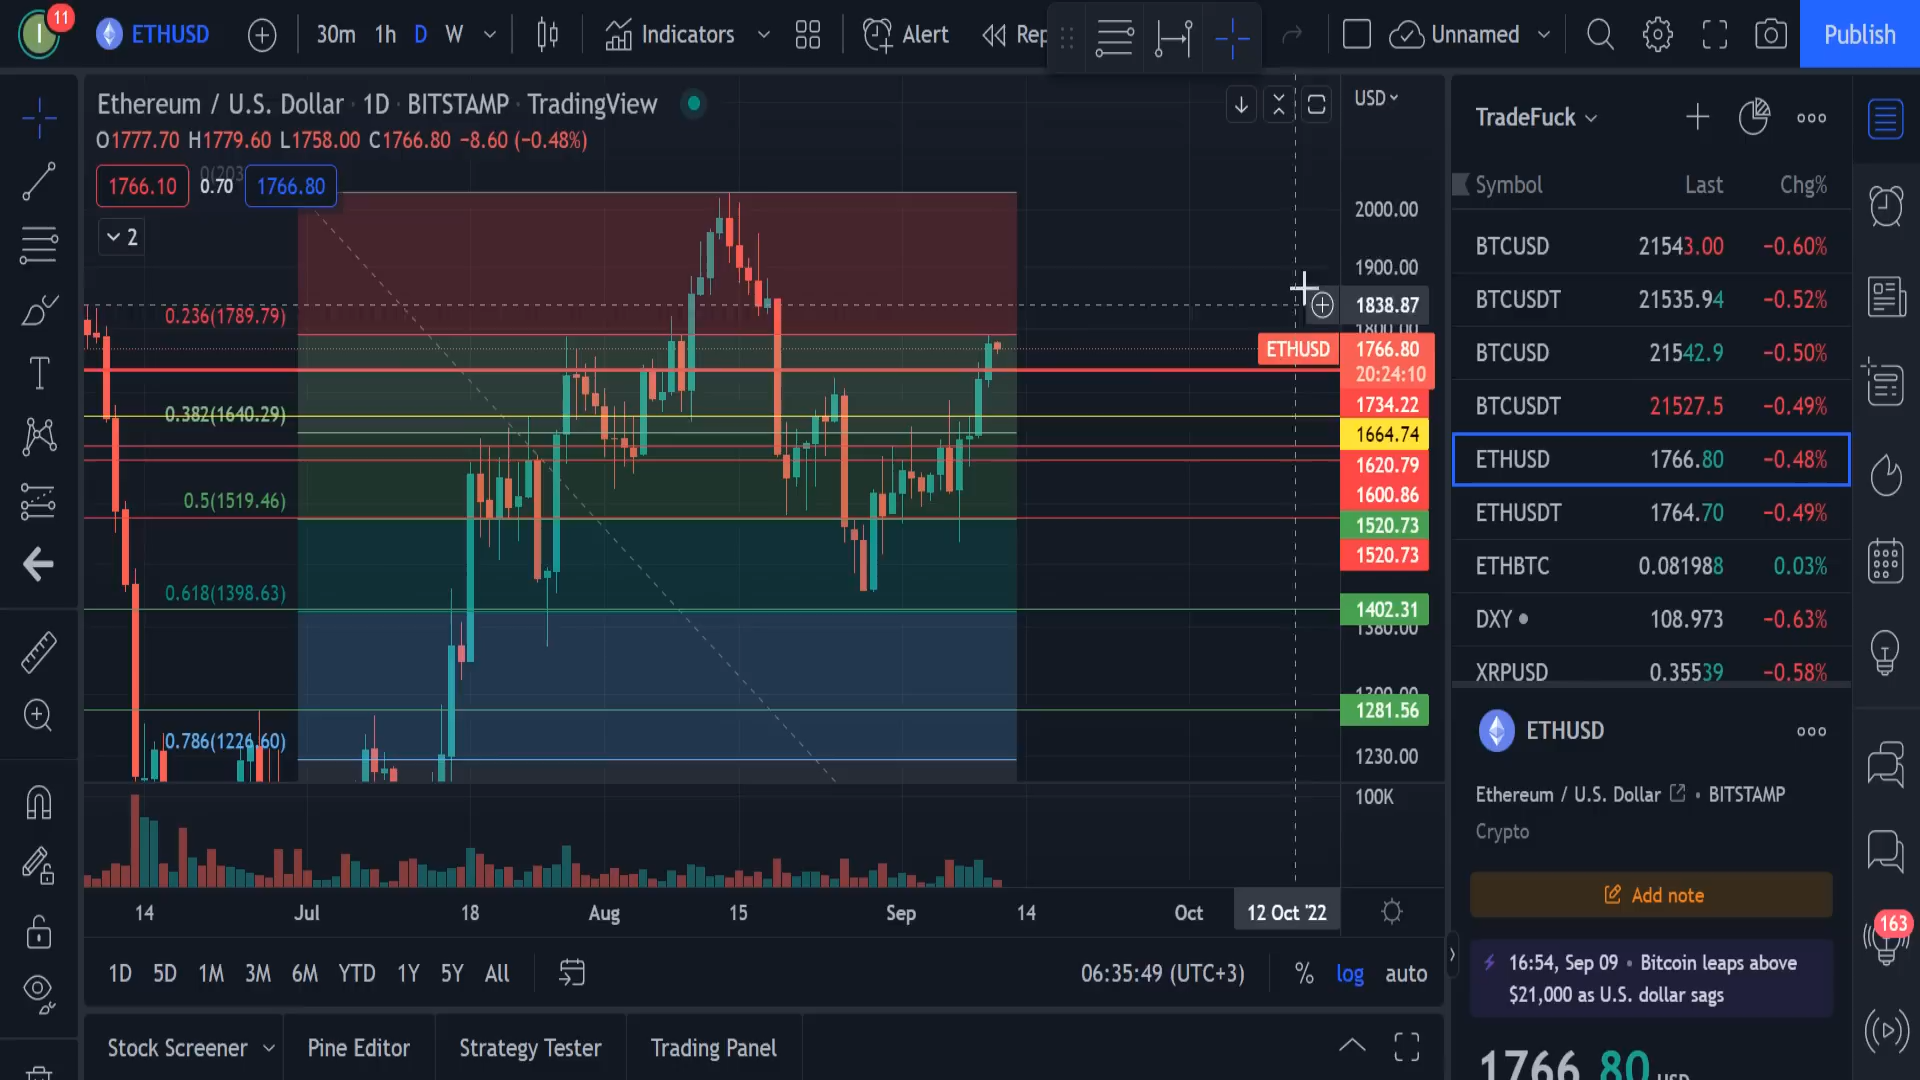 I
11
ETHUSD
30m 1h D W
Indicators
Alert
Rep
Unnamed
Publish
Ethereum / U.S. Dollar · 1D · BITSTAMP · TradingView
O1777.70 H1779.60 L1758.00 C1766.80 −8.60 (−0.48%)
1766.10
0.70
1766.80
2
USD
2000.00
1900.00
1838.87
1800.00
ETHUSD
1766.80
20:24:10
1734.22
1664.74
1620.79
1600.86
1520.73
1520.73
1402.31
1380.00
1281.56
1230.00
100K
0.236(1789.79)
0.382(1640.29)
0.5(1519.46)
0.618(1398.63)
0.786(1226.60)
14 Jul 18 Aug 15 Sep 14 Oct 12 Oct '22
1D 5D 1M 3M 6M YTD 1Y 5Y All
06:35:49 (UTC+3)
% log auto
Stock Screener
Pine Editor
Strategy Tester
Trading Panel
TradeFuck
Symbol Last Chg%
BTCUSD 21543.00 −0.60%
BTCUSDT 21535.94 −0.52%
BTCUSD 21542.9 −0.50%
BTCUSDT 21527.5 −0.49%
ETHUSD 1766.80 −0.48%
ETHUSDT 1764.70 −0.49%
ETHBTC 0.081988 0.03%
DXY 108.973 −0.63%
XRPUSD 0.35539 −0.58%
ETHUSD
Ethereum / U.S. Dollar • BITSTAMP
Crypto
Add note
16:54, Sep 09 • Bitcoin leaps above
$21,000 as U.S. dollar sags
1766.80 USD
163